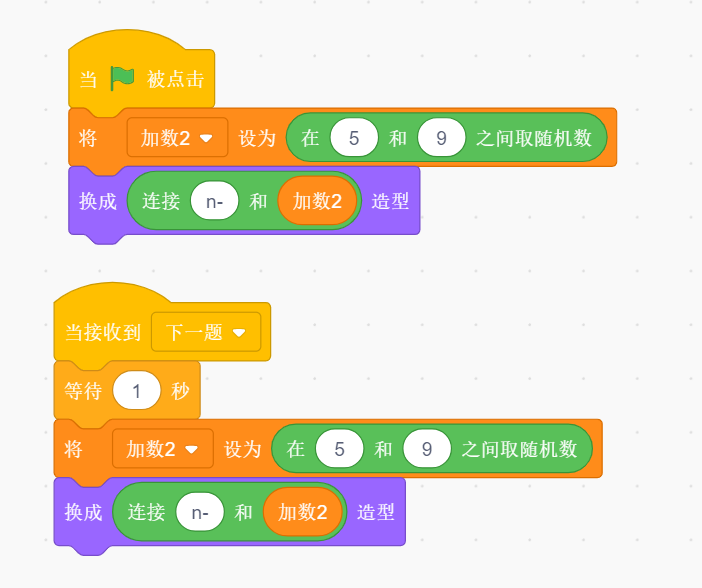 当 被点击
将 加数2 设为 在 5 和 9 之间取随机数
换成 连接 n- 和 加数2 造型
当接收到 下一题
等待 1 秒
将 加数2 设为 在 5 和 9 之间取随机数
换成 连接 n- 和 加数2 造型